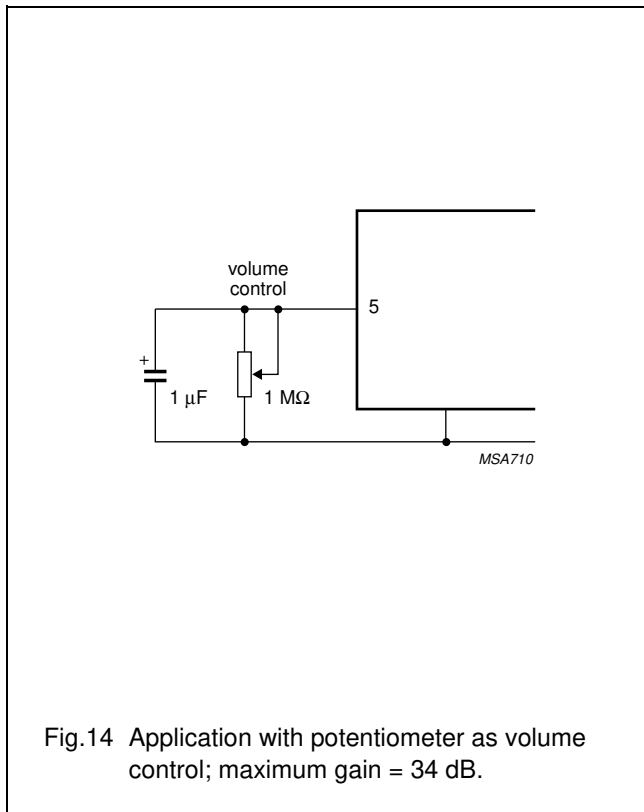 volume
control
5
+
1 μF
1 MΩ
MSA710
Fig.14 Application with potentiometer as volume
control; maximum gain = 34 dB.